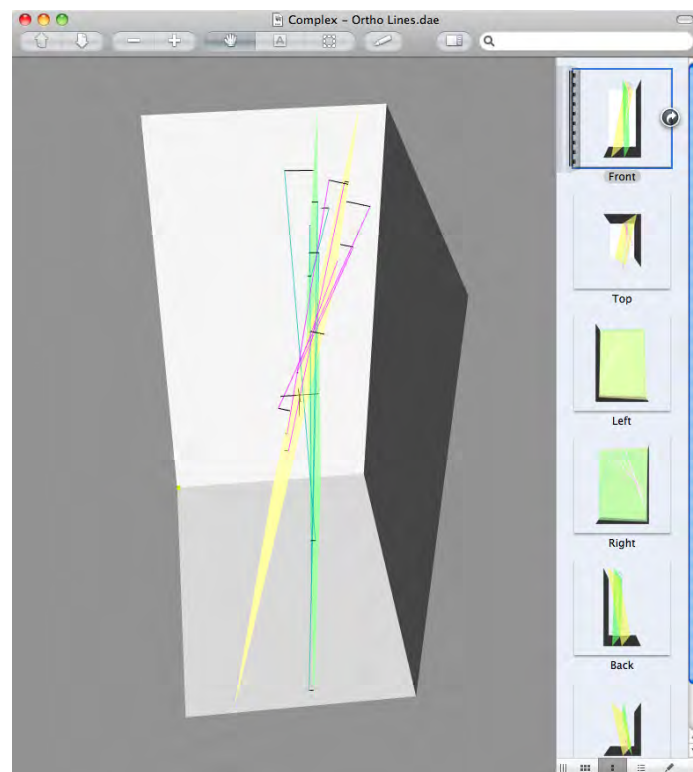 Complex – Ortho Lines.dae
A
Front
Top
Left
Right
Back